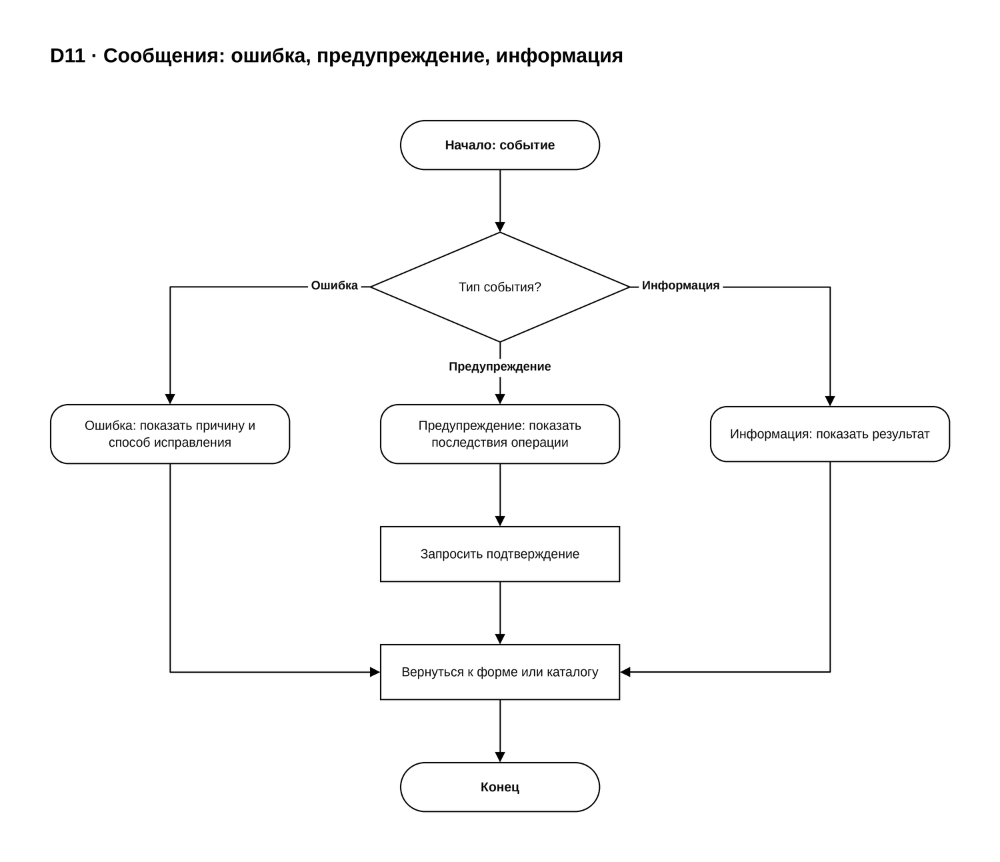 D11 · Сообщения: ошибка, предупреждение, информация
Начало: событие
Тип события?
Ошибка
Информация
Предупреждение
Ошибка: показать причину и
способ исправления
Предупреждение: показать
последствия операции
Информация: показать результат
Запросить подтверждение
Вернуться к форме или каталогу
Конец